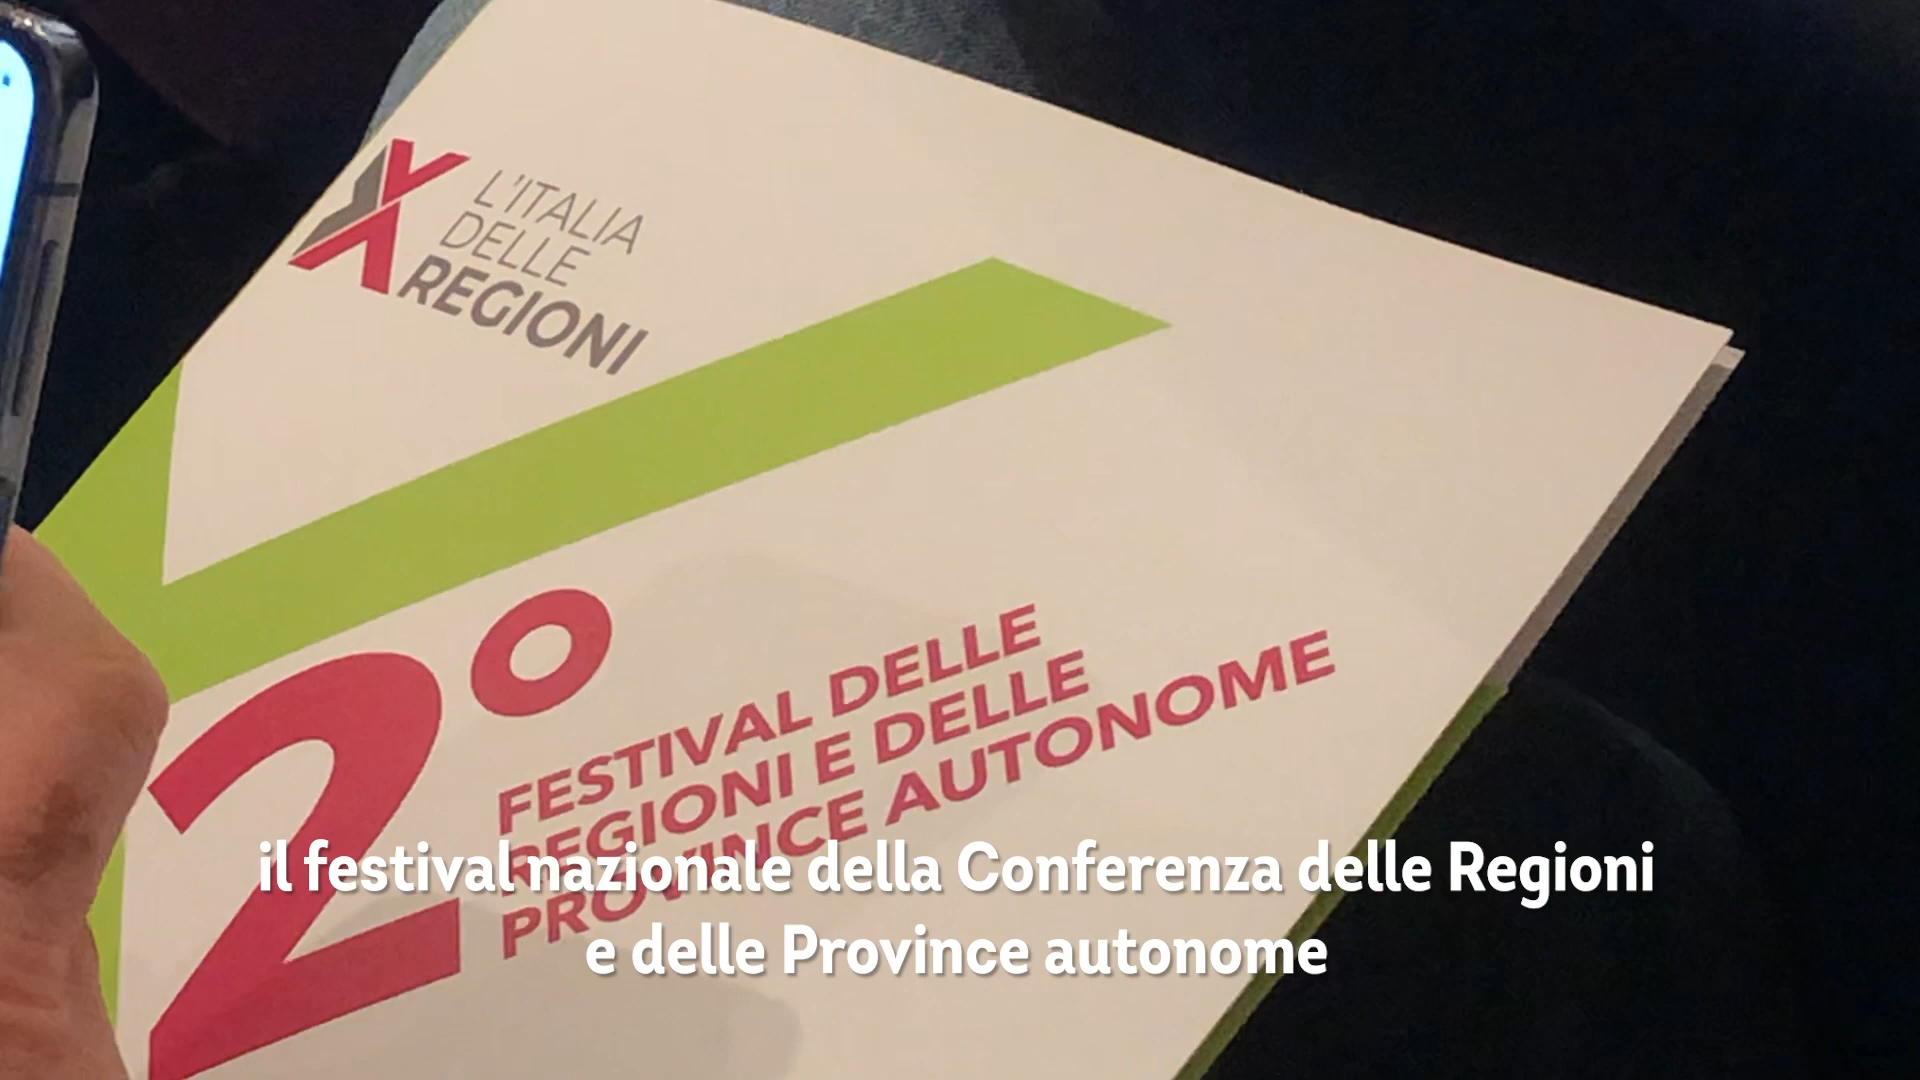 L'ITALIA
DELLE
REGIONI
2°
FESTIVAL DELLE
REGIONI E DELLE
PROVINCE AUTONOME
il festival nazionale della Conferenza delle Regioni
e delle Province autonome